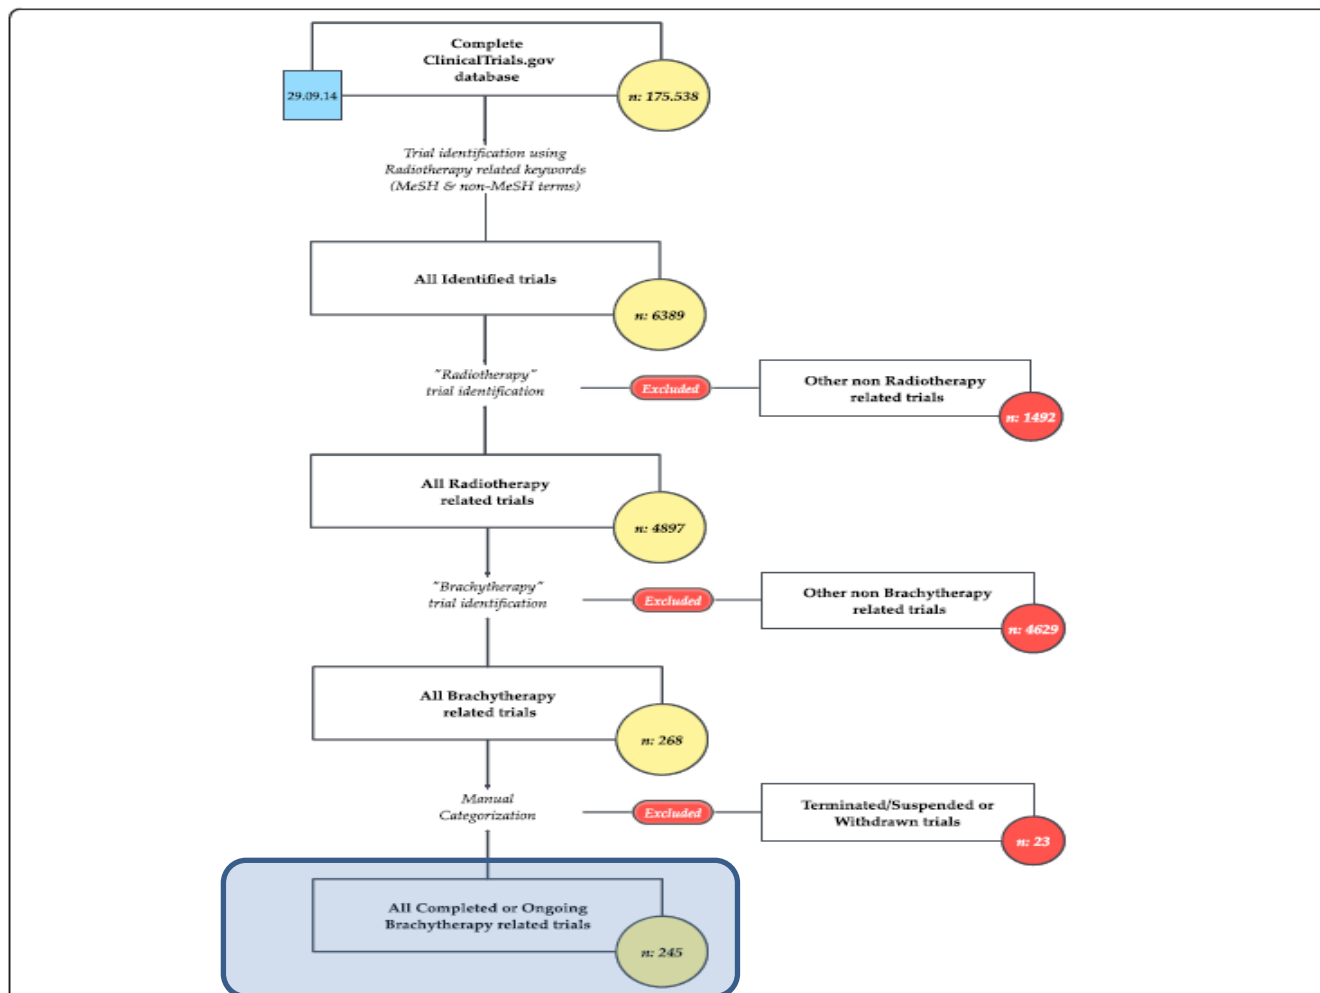 Complete
ClinicalTrials.gov
database
29.09.14
n: 175.538
Trial identification using
Radiotherapy related keywords
(MeSH & non-MeSH terms)
All Identified trials
n: 6389
"Radiotherapy"
trial identification
Excluded
Other non Radiotherapy
related trials
n: 1492
All Radiotherapy
related trials
n: 4897
"Brachytherapy"
trial identification
Excluded
Other non Brachytherapy
related trials
n: 4629
All Brachytherapy
related trials
n: 268
Manual
Categorization
Excluded
Terminated/Suspended or
Withdrawn trials
n: 23
All Completed or Ongoing
Brachytherapy related trials
n: 245